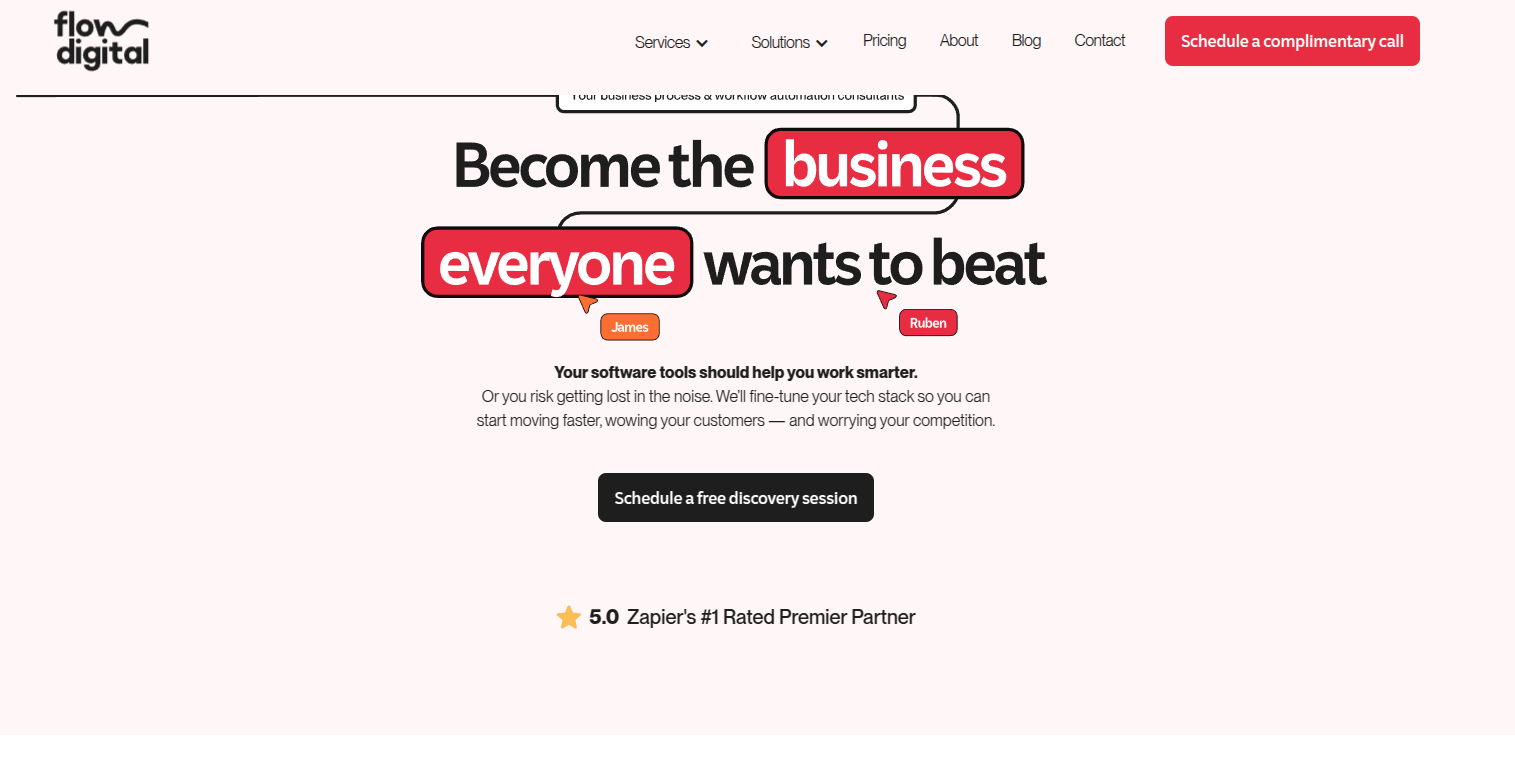 flow
digital
Services
Solutions
Pricing
About
Blog
Contact
Schedule a complimentary call
Your business process & workflow automation consultants
Become the business
everyone wants to beat
James
Ruben
Your software tools should help you work smarter.
Or you risk getting lost in the noise. We'll fine-tune your tech stack so you can
start moving faster, wowing your customers — and worrying your competition.
Schedule a free discovery session
5.0 Zapier's #1 Rated Premier Partner